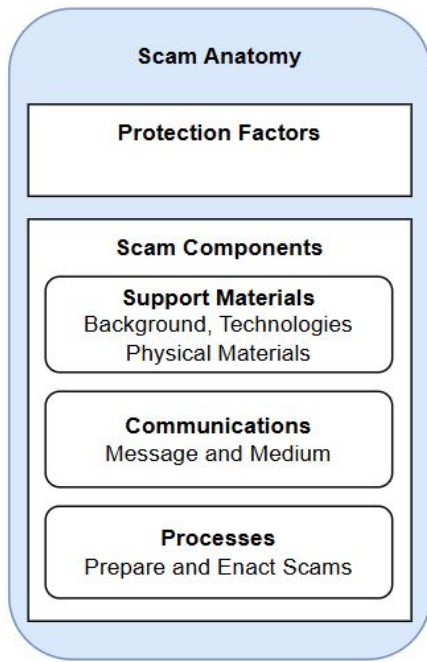 Scam Anatomy
Protection Factors
Scam Components
Support Materials
Background, Technologies
Physical Materials
Communications
Message and Medium
Processes
Prepare and Enact Scams